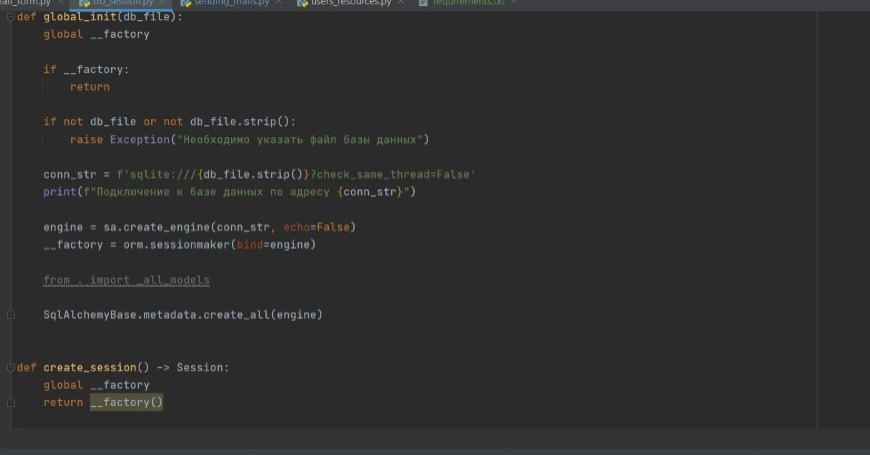 ail_form.py db_session.py sending_mails.py users_resources.py requirements.txt
def global_init(db_file):
    global __factory

    if __factory:
        return

    if not db_file or not db_file.strip():
        raise Exception("Необходимо указать файл базы данных")

    conn_str = f'sqlite:///{db_file.strip()}?check_same_thread=False'
    print(f"Подключение к базе данных по адресу {conn_str}")

    engine = sa.create_engine(conn_str, echo=False)
    __factory = orm.sessionmaker(bind=engine)

    from . import _all_models

    SqlAlchemyBase.metadata.create_all(engine)


def create_session() -> Session:
    global __factory
    return __factory()